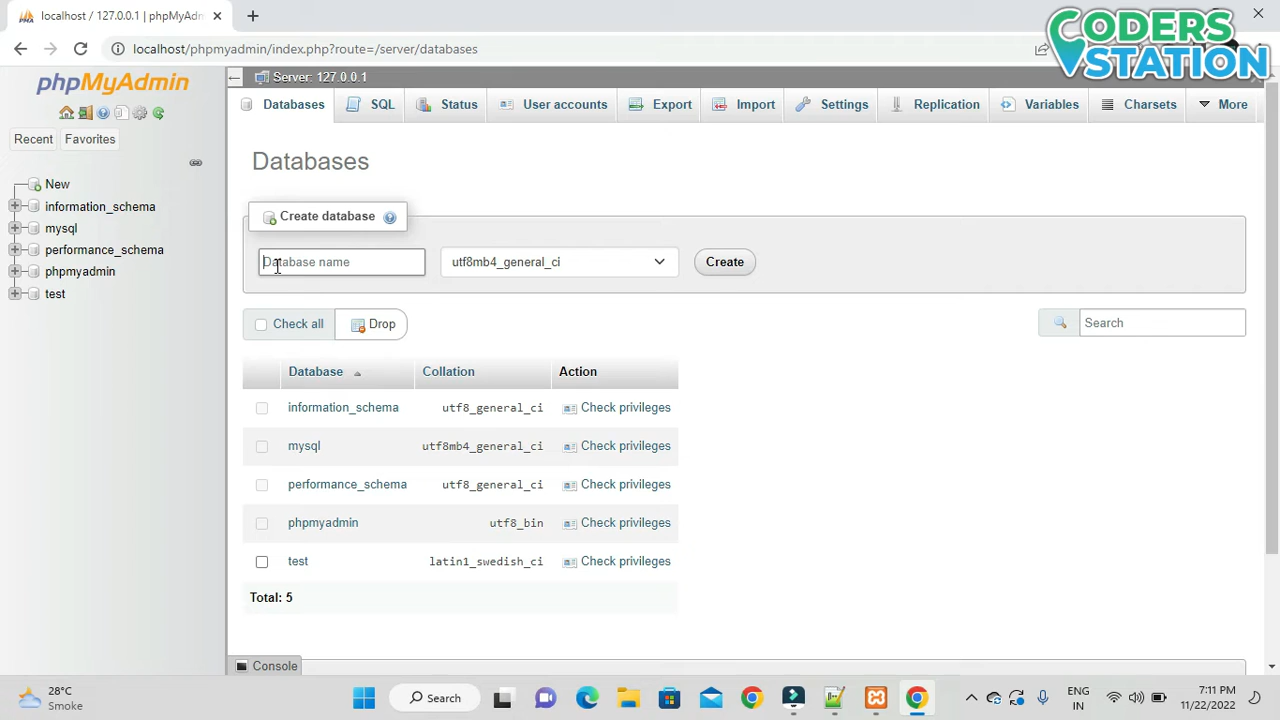 localhost / 127.0.0.1 | phpMyAdm
localhost/phpmyadmin/index.php?route=/server/databases
CODERS
STATION
phpMyAdmin
Recent Favorites
New
information_schema
mysql
performance_schema
phpmyadmin
test
Server: 127.0.0.1
Databases SQL Status User accounts Export Import Settings Replication Variables Charsets More
Databases
Create database
Database name utf8mb4_general_ci Create
Check all Drop Search
Database Collation Action
information_schema utf8_general_ci Check privileges
mysql utf8mb4_general_ci Check privileges
performance_schema utf8_general_ci Check privileges
phpmyadmin utf8_bin Check privileges
test latin1_swedish_ci Check privileges
Total: 5
Console
28°C
Smoke
Search
ENG
IN
7:11 PM
11/22/2022